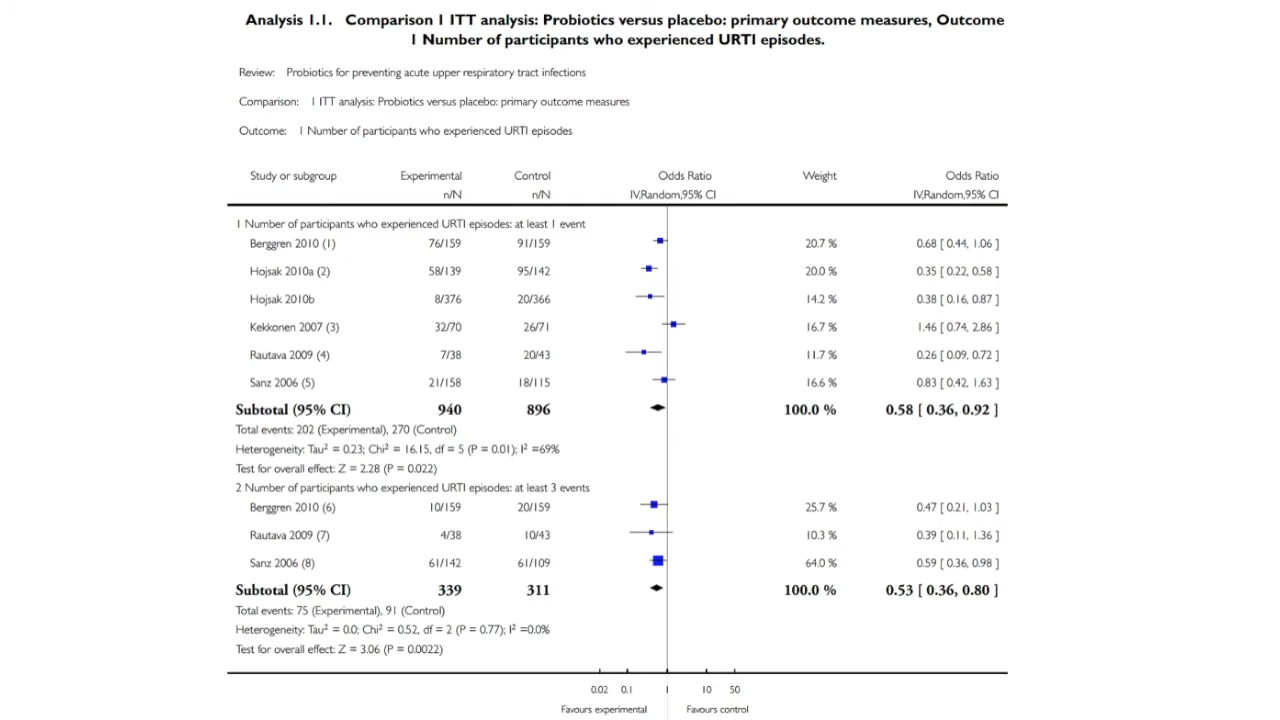 Analysis 1.1. Comparison 1 ITT analysis: Probiotics versus placebo: primary outcome measures, Outcome
1 Number of participants who experienced URTI episodes.
Review: Probiotics for preventing acute upper respiratory tract infections
Comparison: 1 ITT analysis: Probiotics versus placebo: primary outcome measures
Outcome: 1 Number of participants who experienced URTI episodes
Study or subgroup Experimental Control Odds Ratio Weight Odds Ratio
n/N n/N IV,Random,95% CI IV,Random,95% CI
1 Number of participants who experienced URTI episodes: at least 1 event
Berggren 2010 (1) 76/159 91/159 20.7 % 0.68 [ 0.44, 1.06 ]
Hojsak 2010a (2) 58/139 95/142 20.0 % 0.35 [ 0.22, 0.58 ]
Hojsak 2010b 8/376 20/366 14.2 % 0.38 [ 0.16, 0.87 ]
Kekkonen 2007 (3) 32/70 26/71 16.7 % 1.46 [ 0.74, 2.86 ]
Rautava 2009 (4) 7/38 20/43 11.7 % 0.26 [ 0.09, 0.72 ]
Sanz 2006 (5) 21/158 18/115 16.6 % 0.83 [ 0.42, 1.63 ]
Subtotal (95% CI) 940 896 100.0 % 0.58 [ 0.36, 0.92 ]
Total events: 202 (Experimental), 270 (Control)
Heterogeneity: Tau² = 0.23; Chi² = 16.15, df = 5 (P = 0.01); I² =69%
Test for overall effect: Z = 2.28 (P = 0.022)
2 Number of participants who experienced URTI episodes: at least 3 events
Berggren 2010 (6) 10/159 20/159 25.7 % 0.47 [ 0.21, 1.03 ]
Rautava 2009 (7) 4/38 10/43 10.3 % 0.39 [ 0.11, 1.36 ]
Sanz 2006 (8) 61/142 61/109 64.0 % 0.59 [ 0.36, 0.98 ]
Subtotal (95% CI) 339 311 100.0 % 0.53 [ 0.36, 0.80 ]
Total events: 75 (Experimental), 91 (Control)
Heterogeneity: Tau² = 0.0; Chi² = 0.52, df = 2 (P = 0.77); I² =0.0%
Test for overall effect: Z = 3.06 (P = 0.0022)
0.02 0.1 1 10 50
Favours experimental Favours control